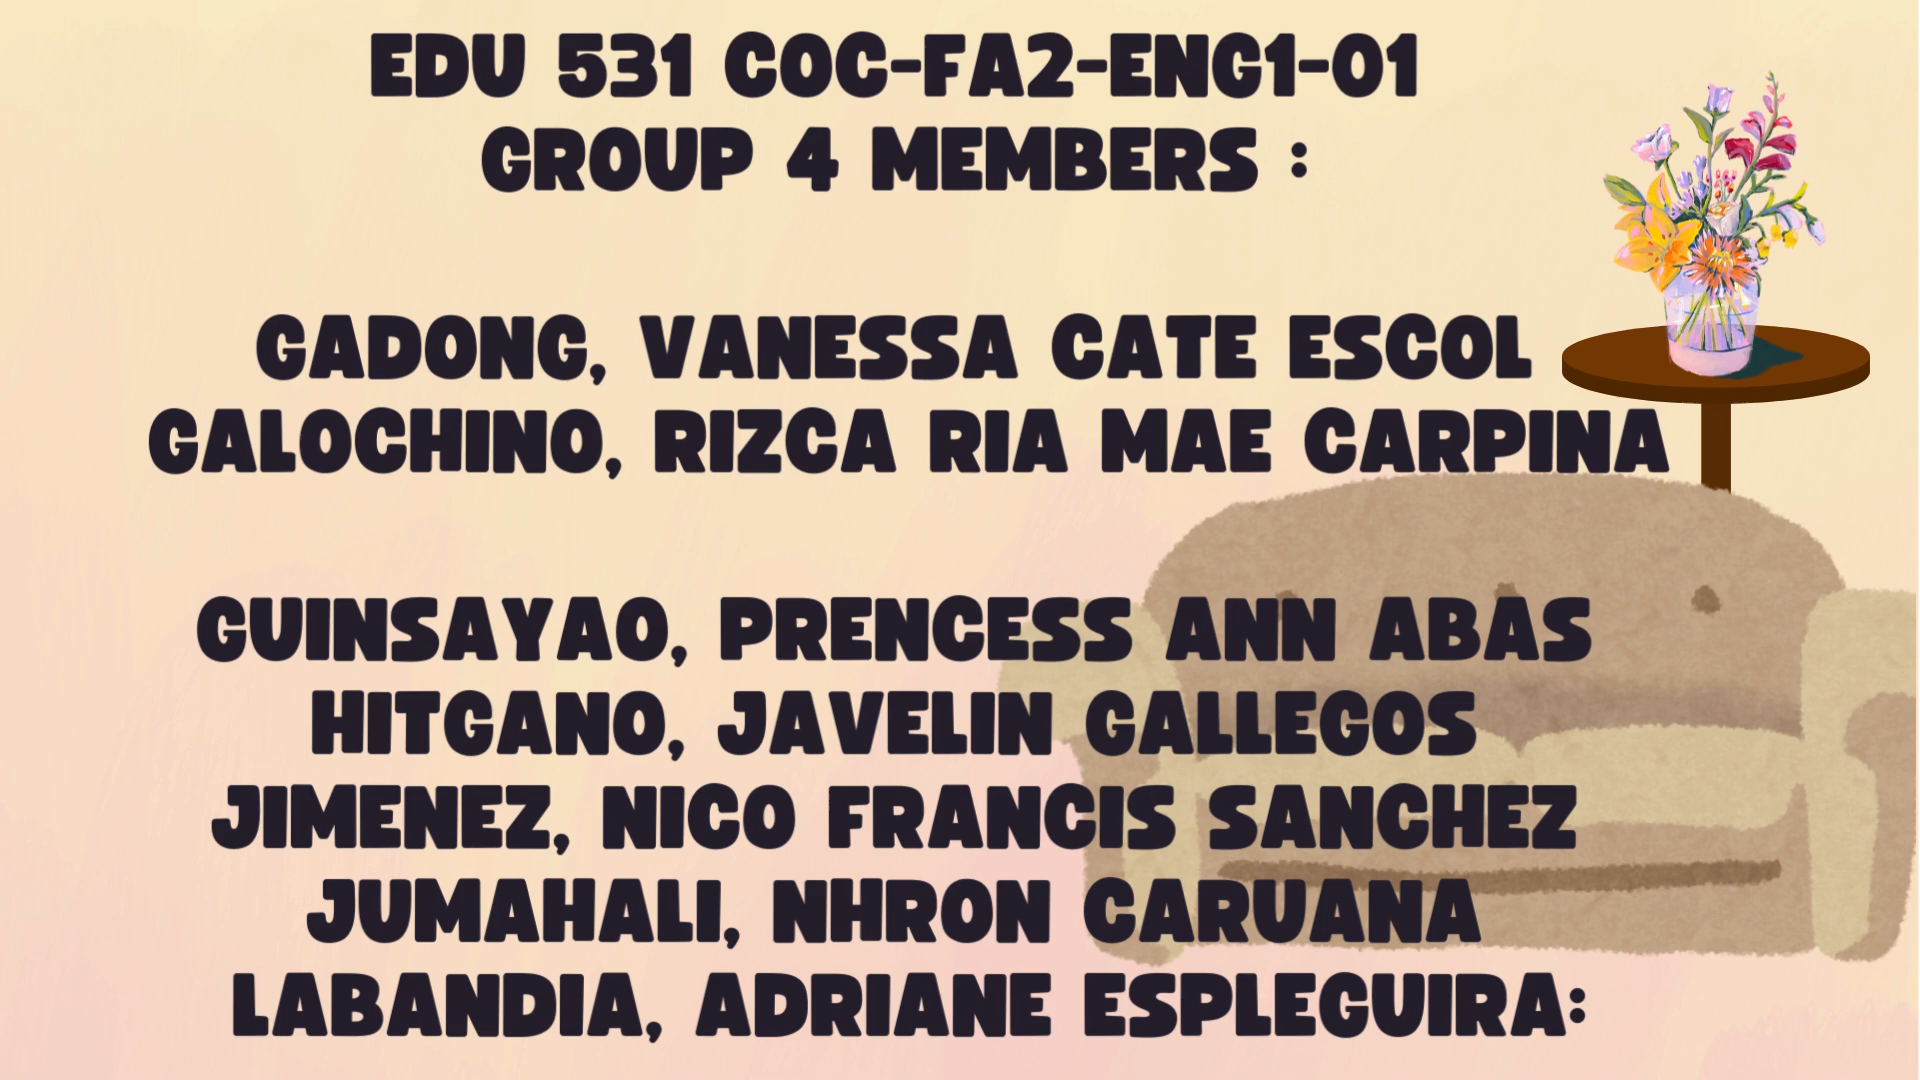 EDU 531 COC-FA2-ENG1-01
GROUP 4 MEMBERS :
GADONG, VANESSA CATE ESCOL
GALOCHINO, RIZCA RIA MAE CARPINA
GUINSAYAO, PRENCESS ANN ABAS
HITGANO, JAVELIN GALLEGOS
JIMENEZ, NICO FRANCIS SANCHEZ
JUMAHALI, NHRON CARUANA
LABANDIA, ADRIANE ESPLEGUIRA: